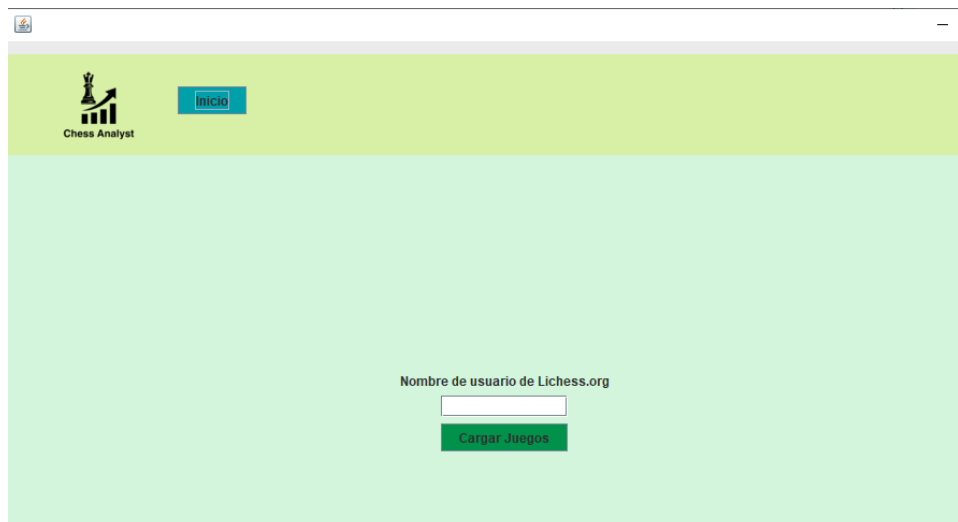 Inicio
Chess Analyst
Nombre de usuario de Lichess.org
Cargar Juegos